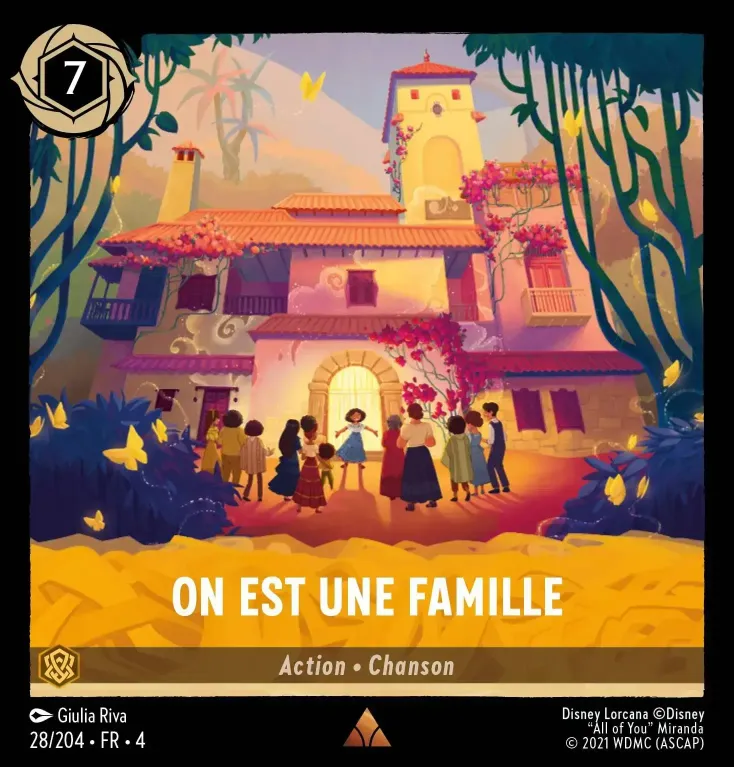 7
ON EST UNE FAMILLE
Action • Chanson
Giulia Riva
28/204 • FR • 4
Disney Lorcana ©Disney
“All of You” Miranda
© 2021 WDMC (ASCAP)